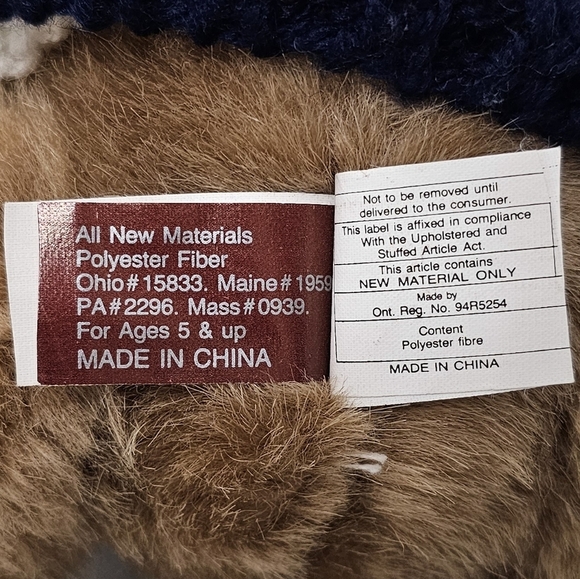 All New Materials
Polyester Fiber
Ohio#15833. Maine#1959
PA#2296. Mass#0939.
For Ages 5 & up
MADE IN CHINA
Not to be removed until
delivered to the consumer.
This label is affixed in compliance
With the Upholstered and
Stuffed Article Act.
This article contains
NEW MATERIAL ONLY
Made by
Ont. Reg. No. 94R5254
Content
Polyester fibre
MADE IN CHINA